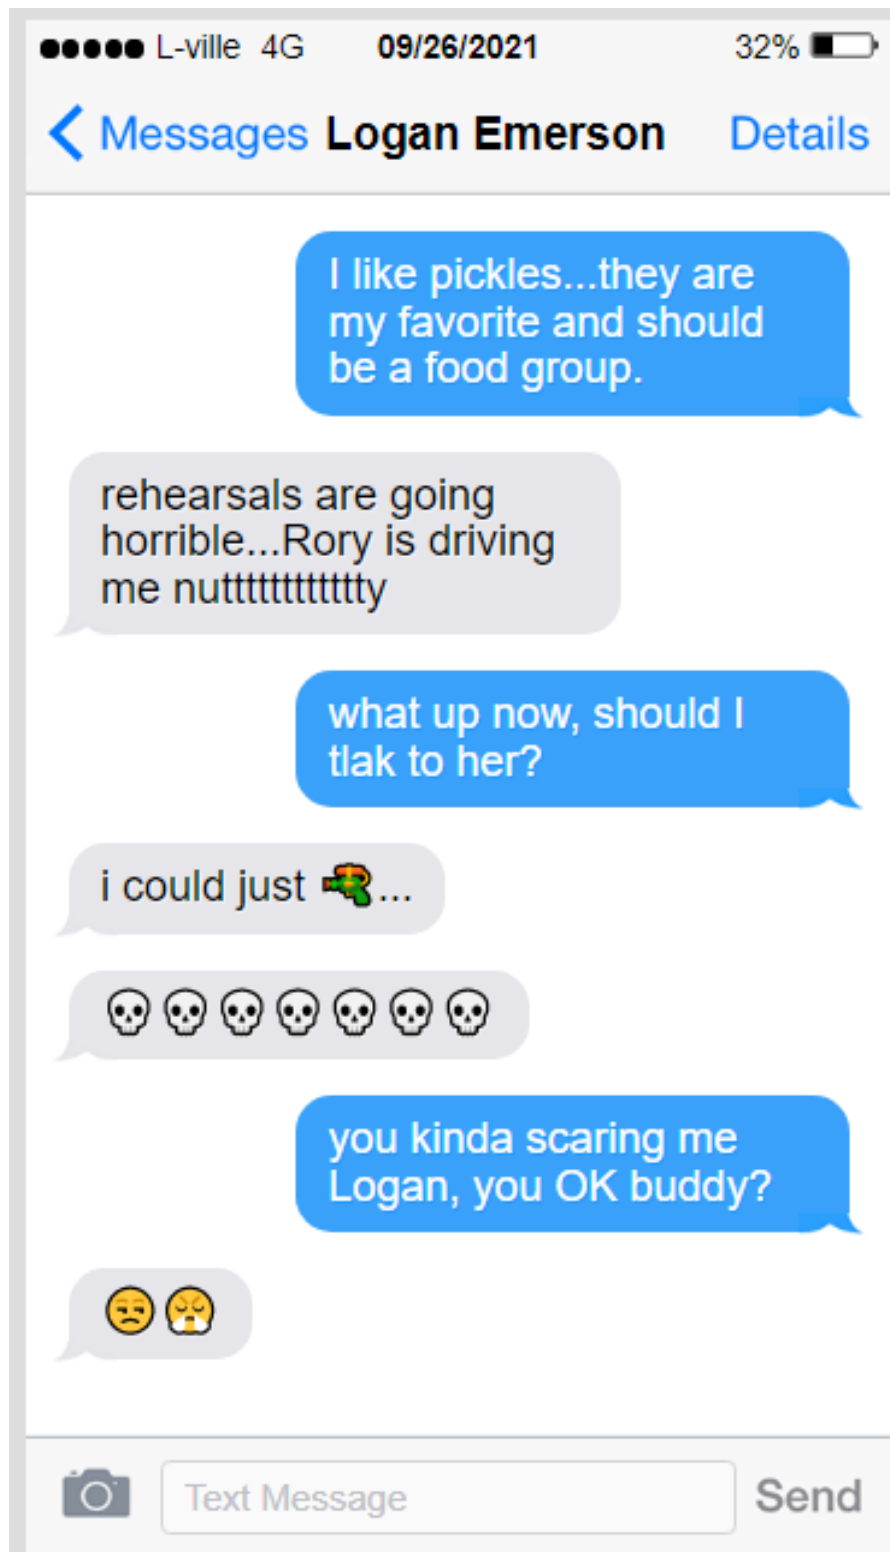 L-ville 4G 09/26/2021 32%
Messages Logan Emerson Details
I like pickles...they are
my favorite and should
be a food group.
rehearsals are going
horrible...Rory is driving
me nutttttttttttty
what up now, should I
tlak to her?
i could just 🔫...
💀💀💀💀💀💀💀
you kinda scaring me
Logan, you OK buddy?
😒😤
Text Message Send